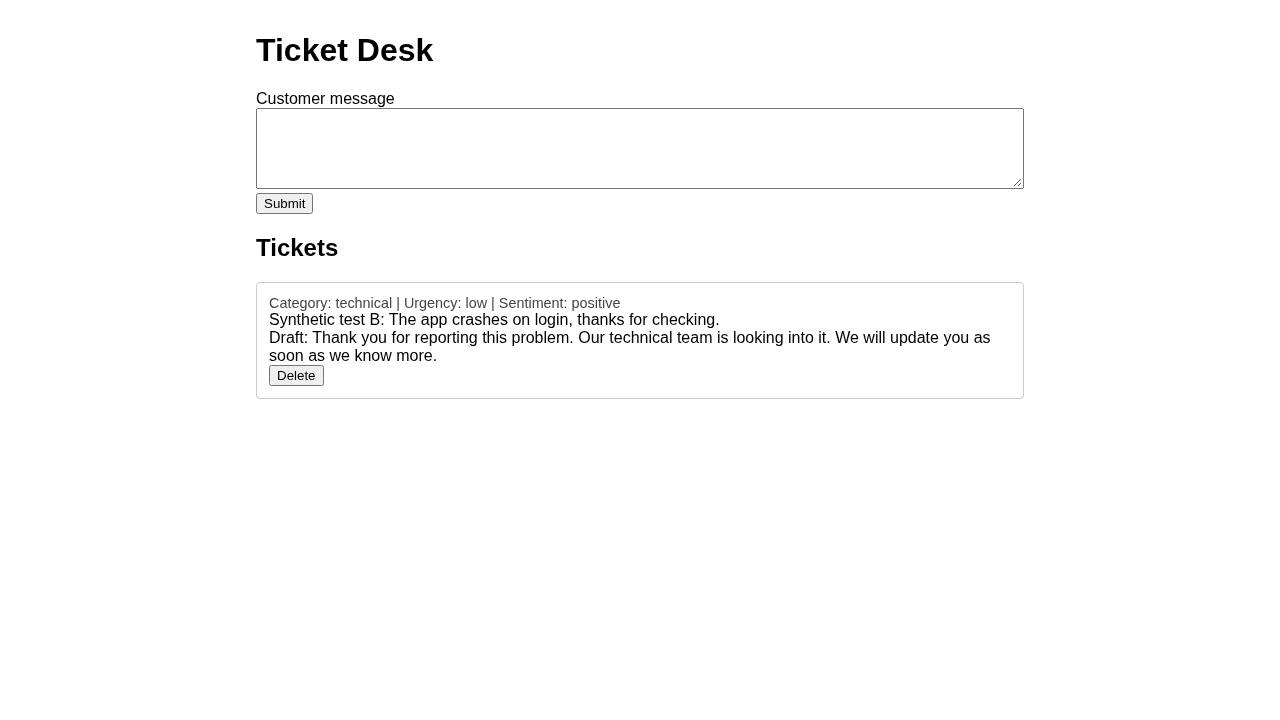 Ticket Desk
Customer message
Submit
Tickets
Category: technical | Urgency: low | Sentiment: positive
Synthetic test B: The app crashes on login, thanks for checking.
Draft: Thank you for reporting this problem. Our technical team is looking into it. We will update you as
soon as we know more.
Delete